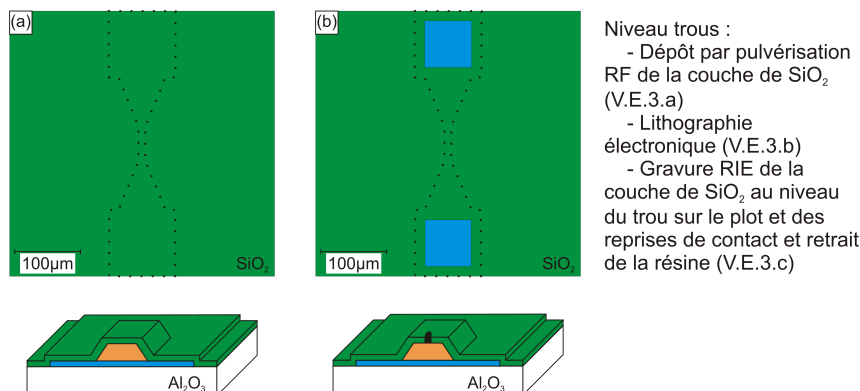 (a)
100µm
SiO₂
Al₂O₃
(b)
100µm
SiO₂
Al₂O₃
Niveau trous :
- Dépôt par pulvérisation
RF de la couche de SiO₂
(V.E.3.a)
- Lithographie
électronique (V.E.3.b)
- Gravure RIE de la
couche de SiO₂ au niveau
du trou sur le plot et des
reprises de contact et retrait
de la résine (V.E.3.c)